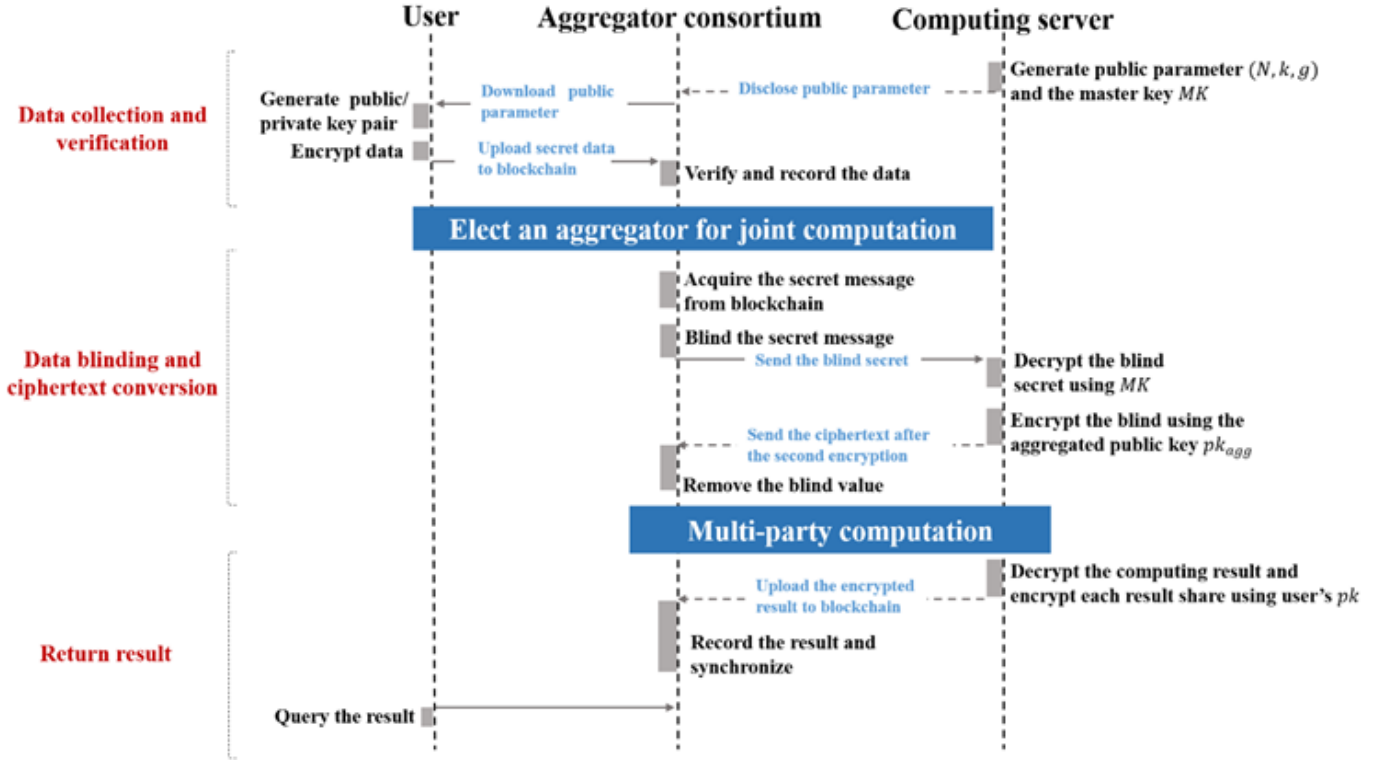 User
Aggregator consortium
Computing server
Data collection and
verification
Generate public parameter (N, k, g)
and the master key MK
Disclose public parameter
Download public
parameter
Generate public/
private key pair
Encrypt data
Upload secret data
to blockchain
Verify and record the data
Elect an aggregator for joint computation
Data blinding and
ciphertext conversion
Acquire the secret message
from blockchain
Blind the secret message
Send the blind secret
Decrypt the blind
secret using MK
Encrypt the blind using the
aggregated public key pk_agg
Send the ciphertext after
the second encryption
Remove the blind value
Multi-party computation
Return result
Decrypt the computing result and
encrypt each result share using user's pk
Upload the encrypted
result to blockchain
Record the result and
synchronize
Query the result